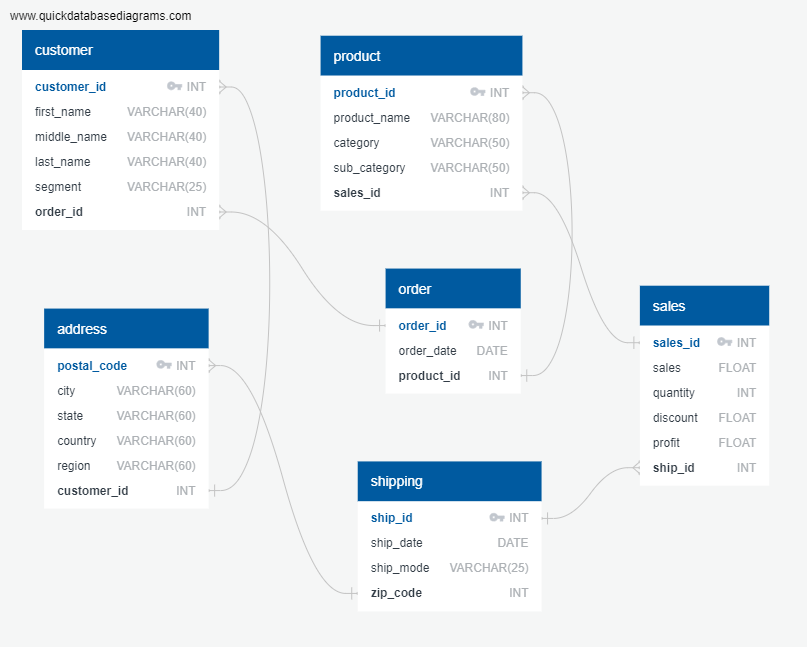 www.quickdatabasediagrams.com
customer
customer_id INT
first_name VARCHAR(40)
middle_name VARCHAR(40)
last_name VARCHAR(40)
segment VARCHAR(25)
order_id INT
product
product_id INT
product_name VARCHAR(80)
category VARCHAR(50)
sub_category VARCHAR(50)
sales_id INT
order
order_id INT
order_date DATE
product_id INT
sales
sales_id INT
sales FLOAT
quantity INT
discount FLOAT
profit FLOAT
ship_id INT
address
postal_code INT
city VARCHAR(60)
state VARCHAR(60)
country VARCHAR(60)
region VARCHAR(60)
customer_id INT
shipping
ship_id INT
ship_date DATE
ship_mode VARCHAR(25)
zip_code INT